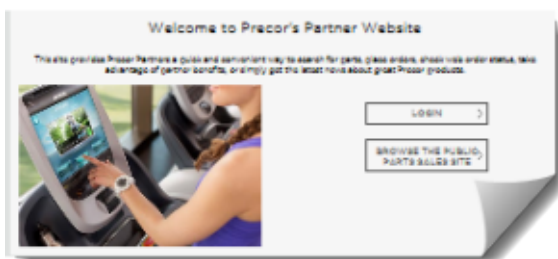 Welcome to Precor's Partner Website
This site provides Precor Partners a quick and convenient way to search for parts, place orders, check web order status, take
advantage of partner benefits, or simply get the latest news about great Precor products.
LOGIN
BROWSE THE PUBLIC
PARTS SALES SITE